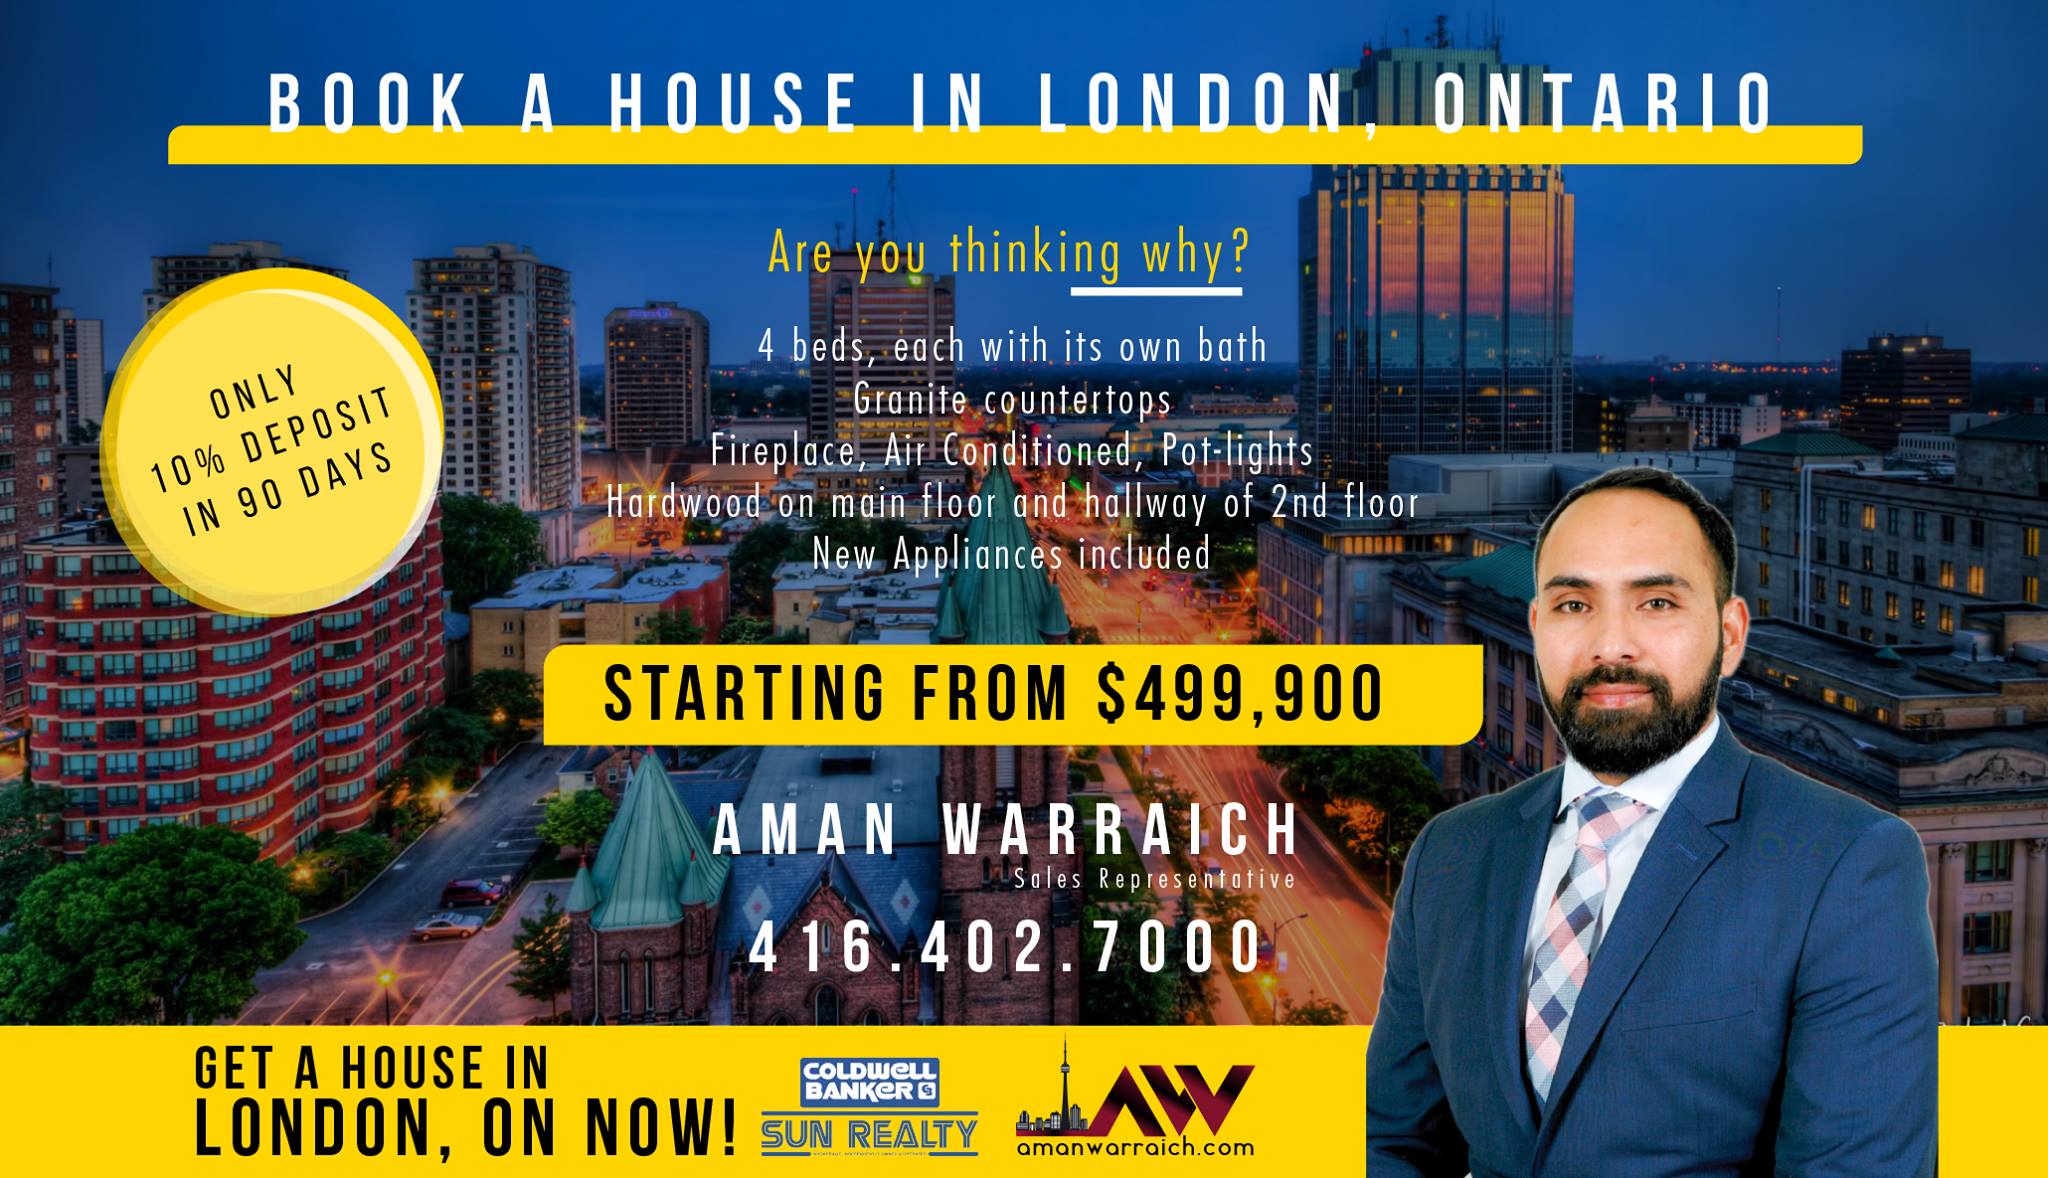 BOOK A HOUSE IN LONDON, ONTARIO
Are you thinking why?
4 beds, each with its own bath
Granite countertops
Fireplace, Air Conditioned, Pot-lights
Hardwood on main floor and hallway of 2nd floor
New Appliances included
ONLY
10% DEPOSIT
IN 90 DAYS
STARTING FROM $499,900
AMAN WARRAICH
Sales Representative
416.402.7000
GET A HOUSE IN
LONDON, ON NOW!
COLDWELL
BANKER CB
SUN REALTY
AW
amanwarraich.com